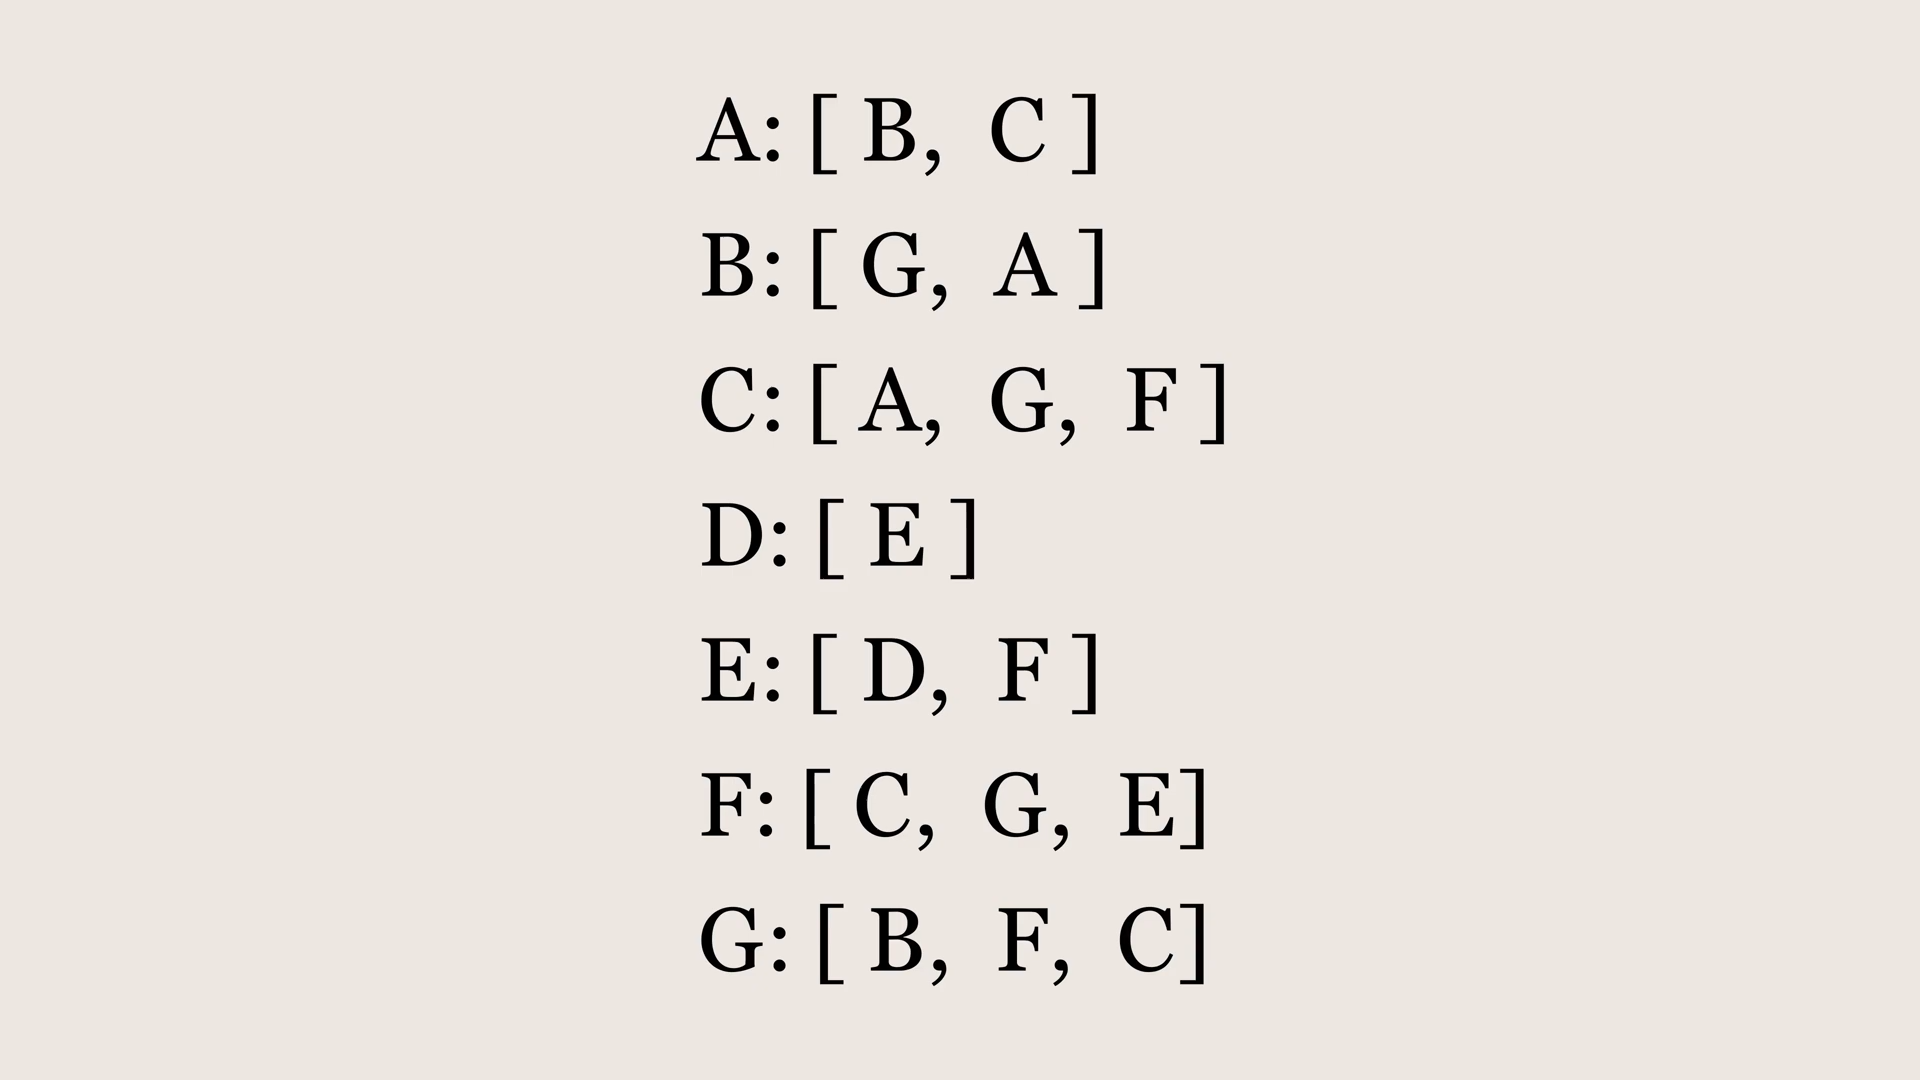 A: [ B, C ]
B: [ G, A ]
C: [ A, G, F ]
D: [ E ]
E: [ D, F ]
F: [ C, G, E]
G: [ B, F, C]